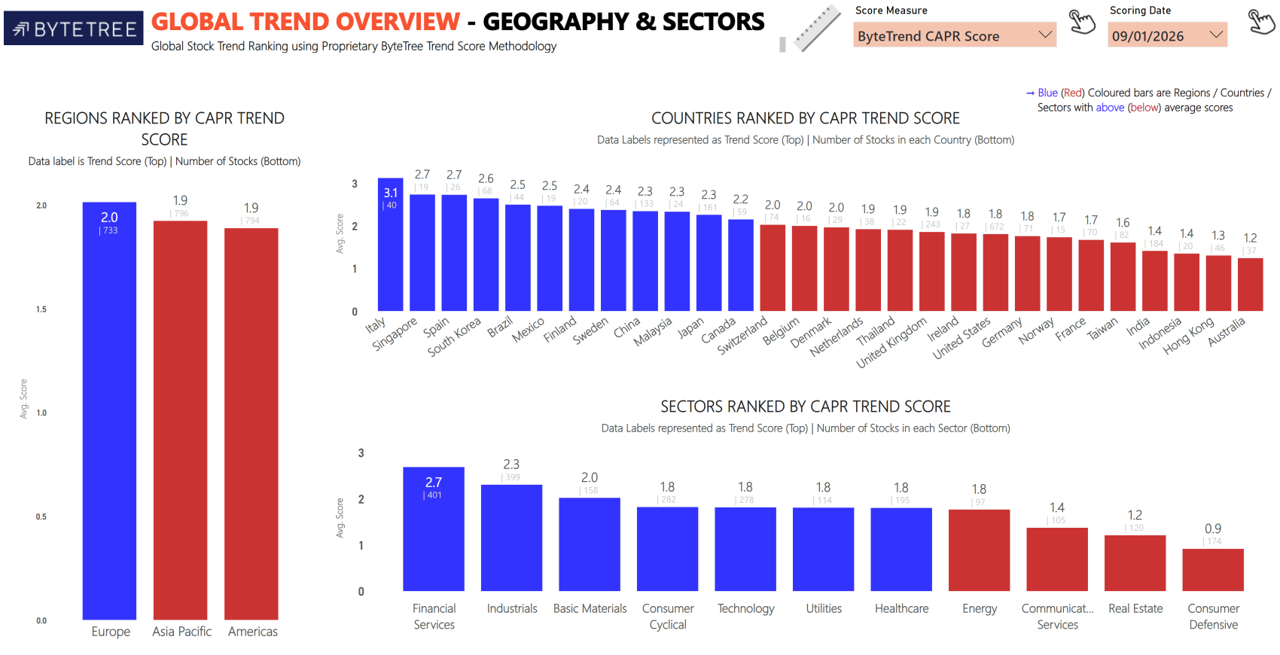 BYTETREE
GLOBAL TREND OVERVIEW - GEOGRAPHY & SECTORS
Global Stock Trend Ranking using Proprietary ByteTree Trend Score Methodology
Score Measure
ByteTrend CAPR Score
Scoring Date
09/01/2026
→ Blue (Red) Coloured bars are Regions / Countries /
Sectors with above (below) average scores
REGIONS RANKED BY CAPR TREND
SCORE
Data label is Trend Score (Top) | Number of Stocks (Bottom)
Avg. Score
2.0
1.5
1.0
0.5
0.0
2.0
| 733
1.9
| 796
1.9
| 794
Europe
Asia Pacific
Americas
COUNTRIES RANKED BY CAPR TREND SCORE
Data Labels represented as Trend Score (Top) | Number of Stocks in each Country (Bottom)
Avg. Score
3
2
1
0
3.1
| 40
2.7
| 19
2.7
| 26
2.6
| 68
2.5
| 44
2.5
| 19
2.4
| 20
2.4
| 64
2.3
| 133
2.3
| 24
2.3
| 161
2.2
| 59
2.0
| 74
2.0
| 16
2.0
| 29
1.9
| 38
1.9
| 22
1.9
| 243
1.8
| 27
1.8
| 672
1.8
| 71
1.7
| 15
1.7
| 70
1.6
| 82
1.4
| 184
1.4
| 20
1.3
| 46
1.2
| 37
Italy
Singapore
Spain
South Korea
Brazil
Mexico
Finland
Sweden
China
Malaysia
Japan
Canada
Switzerland
Belgium
Denmark
Netherlands
Thailand
United Kingdom
Ireland
United States
Germany
Norway
France
Taiwan
India
Indonesia
Hong Kong
Australia
SECTORS RANKED BY CAPR TREND SCORE
Data Labels represented as Trend Score (Top) | Number of Stocks in each Sector (Bottom)
Avg. Score
3
2
1
0
2.7
| 401
2.3
| 399
2.0
| 158
1.8
| 282
1.8
| 278
1.8
| 114
1.8
| 195
1.8
| 97
1.4
| 105
1.2
| 120
0.9
| 174
Financial
Services
Industrials
Basic Materials
Consumer
Cyclical
Technology
Utilities
Healthcare
Energy
Communicat...
Services
Real Estate
Consumer
Defensive